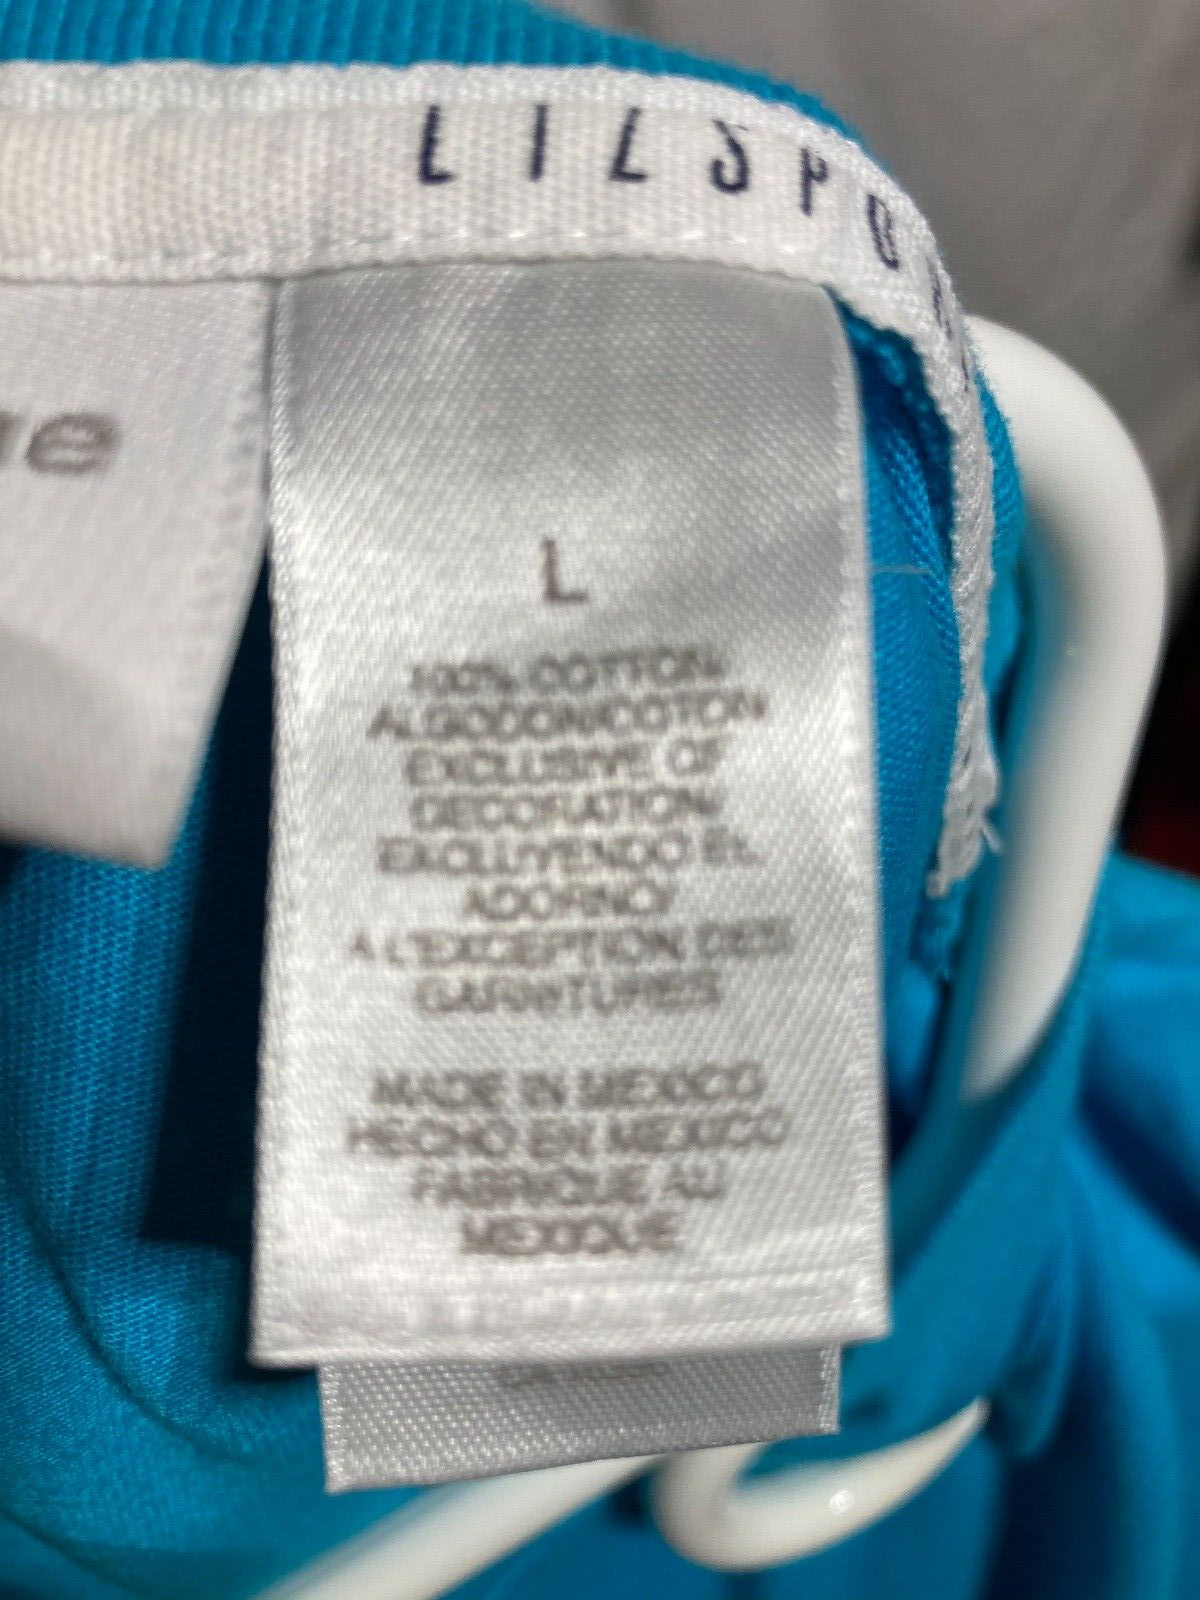 LILSPO
L
100% COTTON/
ALGODON/COTON
EXCLUSIVE OF
DECORATION/
EXCLUYENDO EL
ADORNO/
A L'EXCEPTION DES
GARNITURES
MADE IN MEXICO
HECHO EN MEXICO
FABRIQUE AU
MEXIQUE